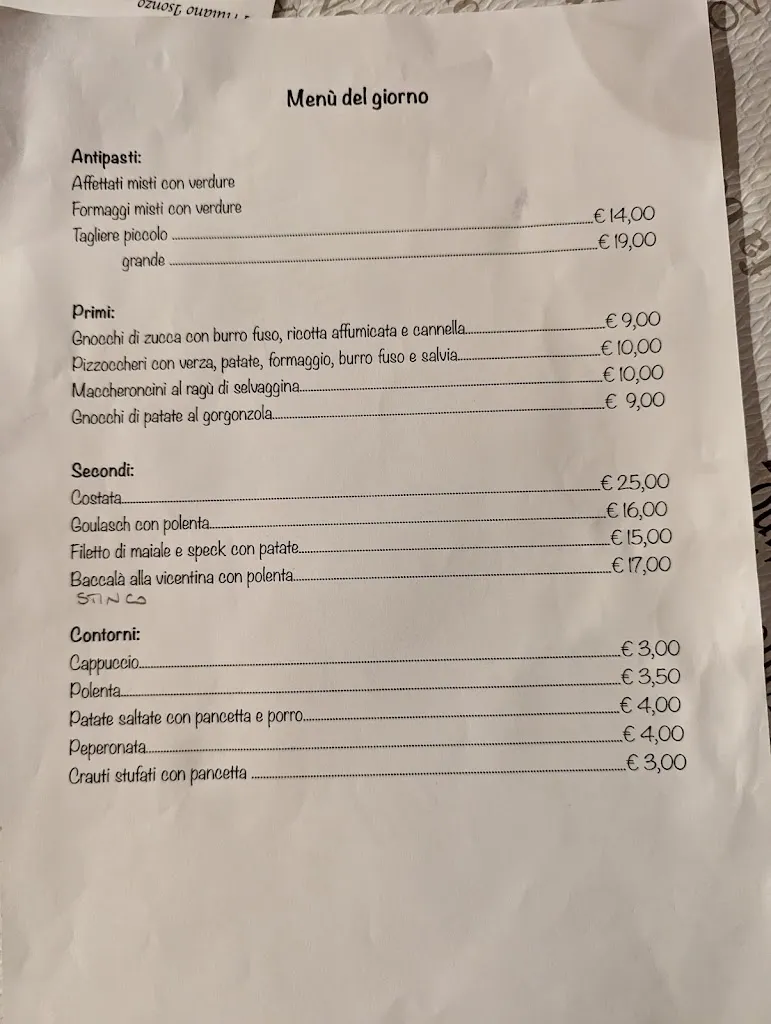 Menù del giorno
Antipasti:
Affettati misti con verdure
Formaggi misti con verdure
Tagliere piccolo € 14,00
grande € 19,00
Primi:
Gnocchi di zucca con burro fuso, ricotta affumicata e cannella € 9,00
Pizzoccheri con verza, patate, formaggio, burro fuso e salvia € 10,00
Maccheroncini al ragù di selvaggina € 10,00
Gnocchi di patate al gorgonzola € 9,00
Secondi:
Costata € 25,00
Goulasch con polenta € 16,00
Filetto di maiale e speck con patate € 15,00
Baccalà alla vicentina con polenta € 17,00
STINCO
Contorni:
Cappuccio € 3,00
Polenta € 3,50
Patate saltate con pancetta e porro € 4,00
Peperonata € 4,00
Crauti stufati con pancetta € 3,00